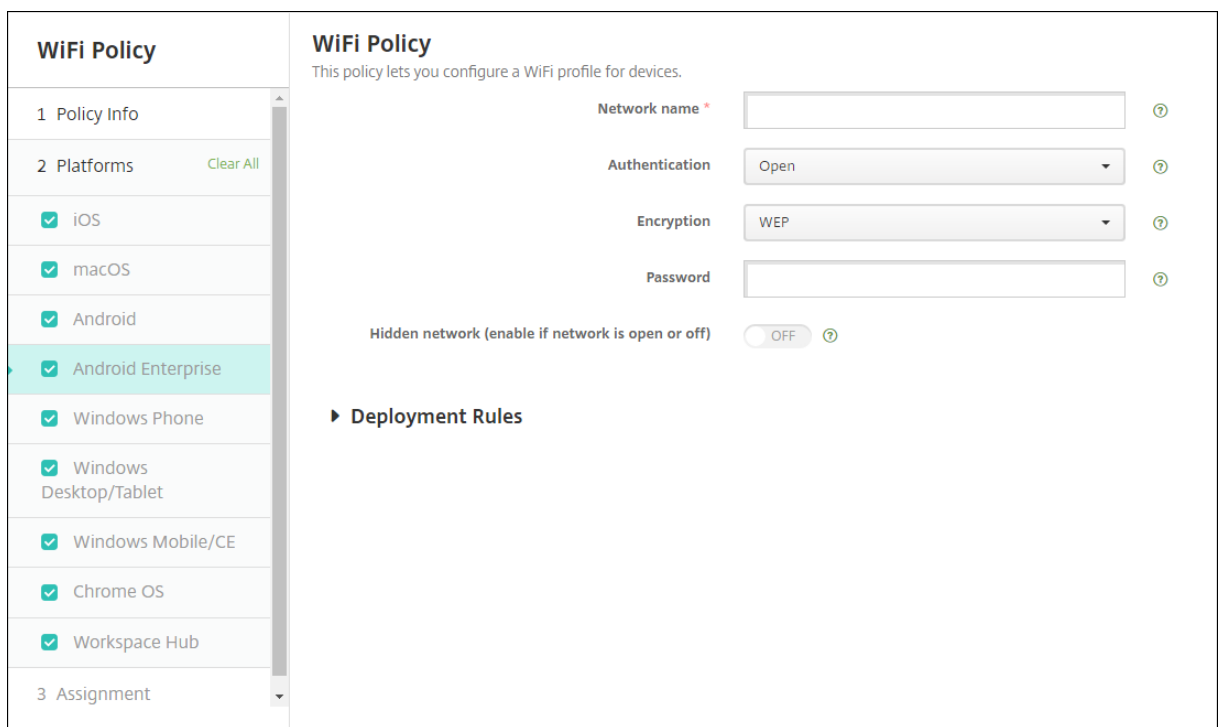 WiFi Policy
1 Policy Info
2 Platforms Clear All
iOS
macOS
Android
Android Enterprise
Windows Phone
Windows
Desktop/Tablet
Windows Mobile/CE
Chrome OS
Workspace Hub
3 Assignment
WiFi Policy
This policy lets you configure a WiFi profile for devices.
Network name *
Authentication Open
Encryption WEP
Password
Hidden network (enable if network is open or off) OFF
Deployment Rules